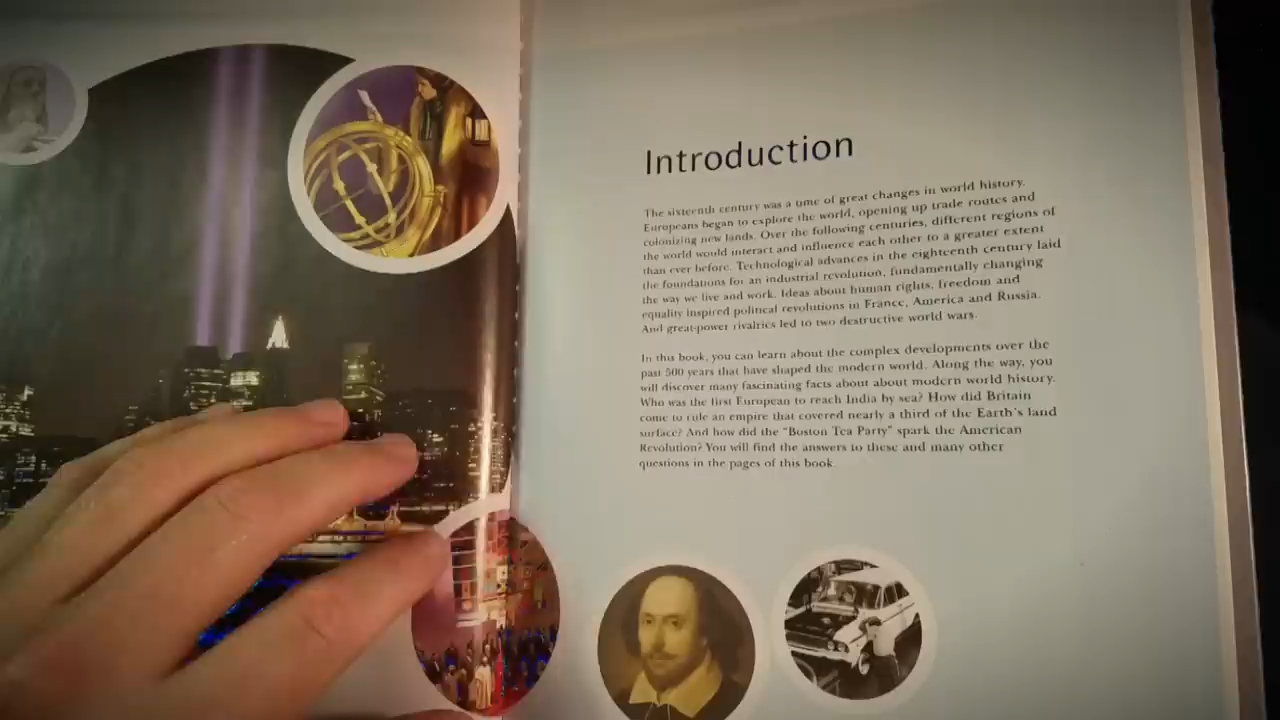 Introduction
The sixteenth century was a time of great changes in world history.
Europeans began to explore the world, opening up trade routes and
colonizing new lands. Over the following centuries, different regions of
the world would interact and influence each other to a greater extent
than ever before. Technological advances in the eighteenth century laid
the foundations for an industrial revolution, fundamentally changing
the way we live and work. Ideas about human rights, freedom and
equality inspired political revolutions in France, America and Russia.
And great-power rivalries led to two destructive world wars.
In this book, you can learn about the complex developments over the
past 500 years that have shaped the modern world. Along the way, you
will discover many fascinating facts about about modern world history.
Who was the first European to reach India by sea? How did Britain
come to rule an empire that covered nearly a third of the Earth's land
surface? And how did the "Boston Tea Party" spark the American
Revolution? You will find the answers to these and many other
questions in the pages of this book.